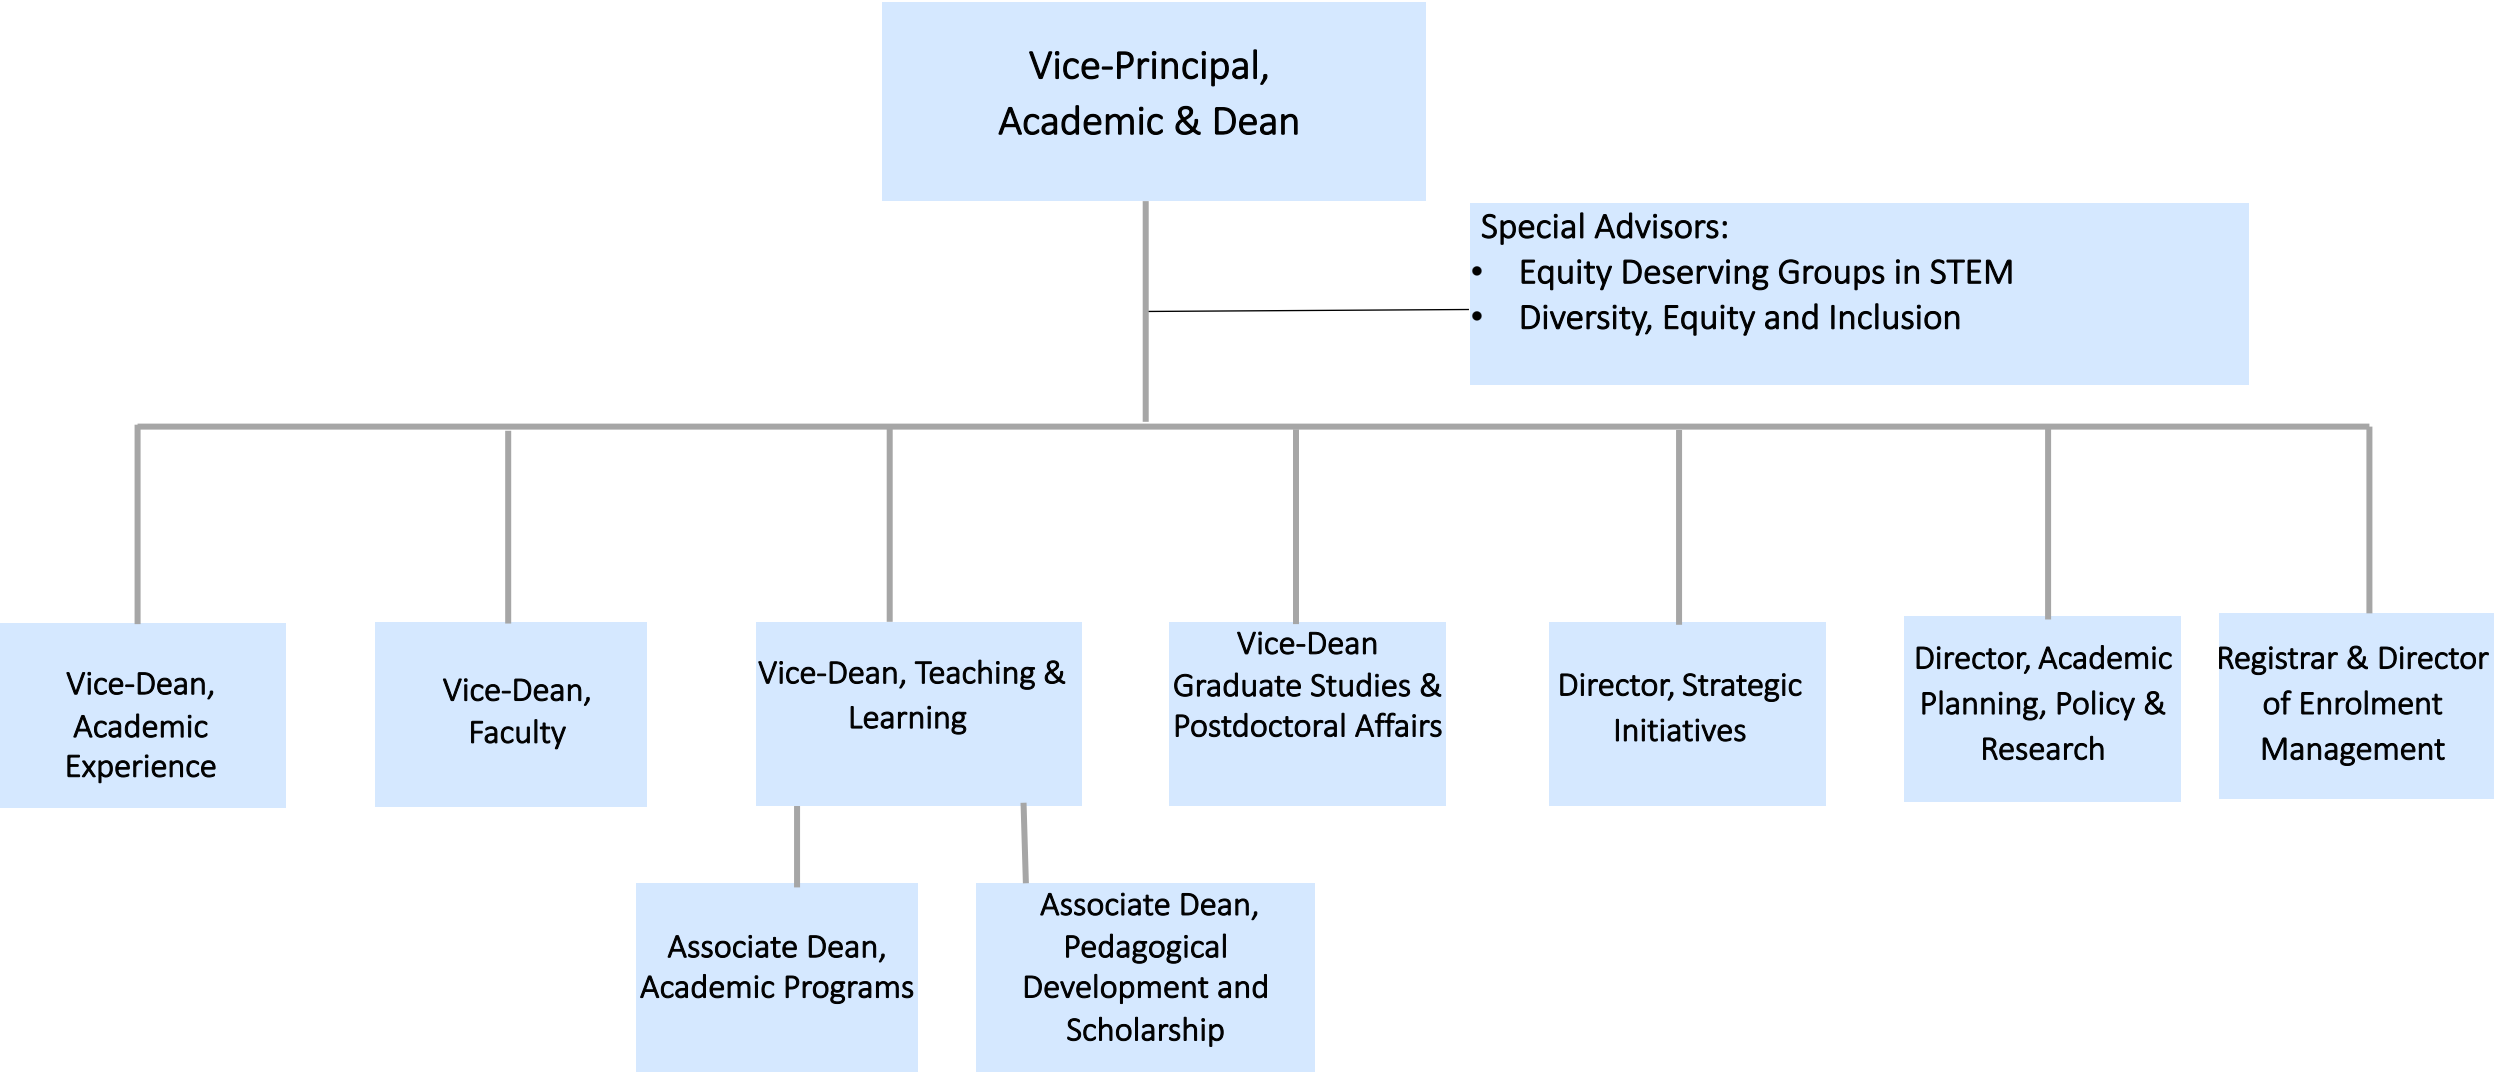 Vice-Principal,
Academic & Dean
Special Advisors:
• Equity Deserving Groups in STEM
• Diversity, Equity and Inclusion
Vice-Dean,
Academic
Experience
Vice-Dean,
Faculty
Vice-Dean, Teaching &
Learning
Vice-Dean
Graduate Studies &
Postdoctoral Affairs
Director, Strategic
Initiatives
Director, Academic
Planning, Policy &
Research
Registrar & Director
of Enrolment
Management
Associate Dean,
Academic Programs
Associate Dean,
Pedagogical
Development and
Scholarship